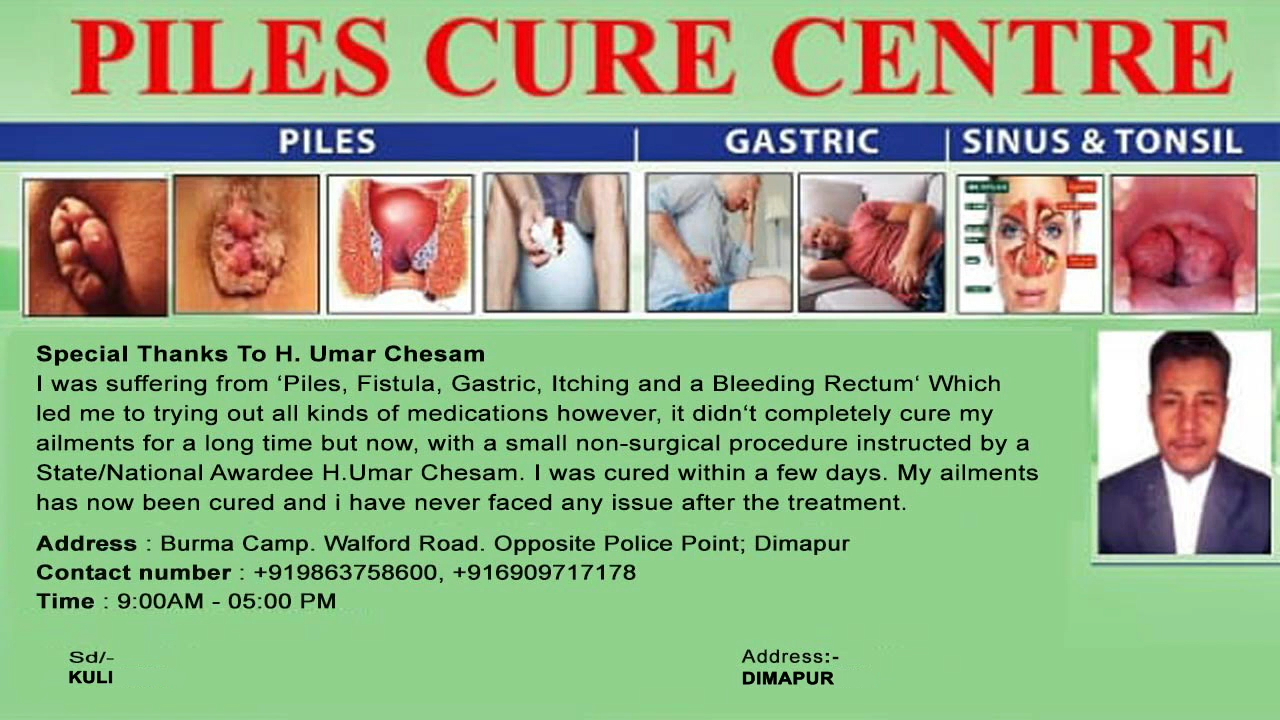 PILES CURE CENTRE
PILES | GASTRIC | SINUS & TONSIL
Special Thanks To H. Umar Chesam
I was suffering from ‘Piles, Fistula, Gastric, Itching and a Bleeding Rectum‘ Which
led me to trying out all kinds of medications however, it didn‘t completely cure my
ailments for a long time but now, with a small non-surgical procedure instructed by a
State/National Awardee H.Umar Chesam. I was cured within a few days. My ailments
has now been cured and i have never faced any issue after the treatment.
Address : Burma Camp. Walford Road. Opposite Police Point; Dimapur
Contact number : +919863758600, +916909717178
Time : 9:00AM - 05:00 PM
Sd/- Address:-
KULI DIMAPUR